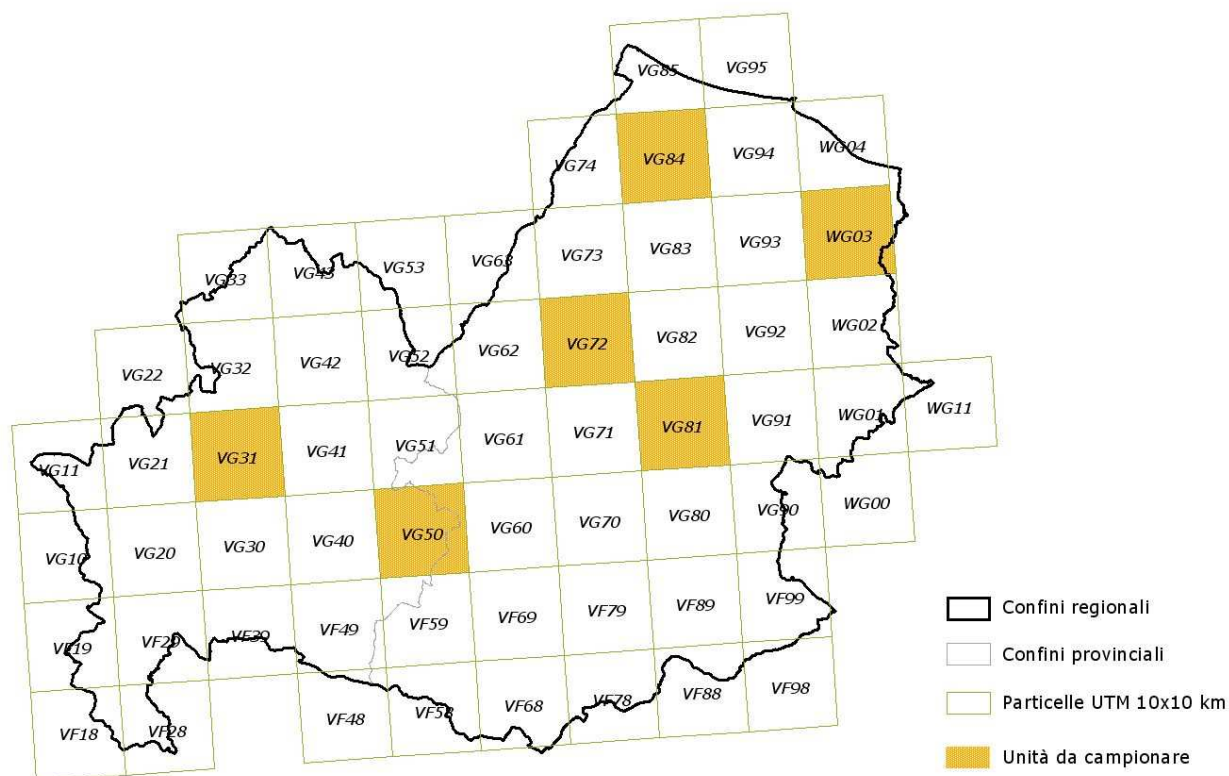 VG85 VG95
VG74 VG84 VG94 WG04
VG33 VG43 VG53 VG63 VG73 VG83 VG93 WG03
VG22 VG32 VG42 VG52 VG62 VG72 VG82 VG92 WG02
VG11 VG21 VG31 VG41 VG51 VG61 VG71 VG81 VG91 WG01 WG11
VG10 VG20 VG30 VG40 VG50 VG60 VG70 VG80 VG90 WG00
VF19 VF29 VF39 VF49 VF59 VF69 VF79 VF89 VF99
VF18 VF28 VF48 VF58 VF68 VF78 VF88 VF98
Confini regionali
Confini provinciali
Particelle UTM 10x10 km
Unità da campionare